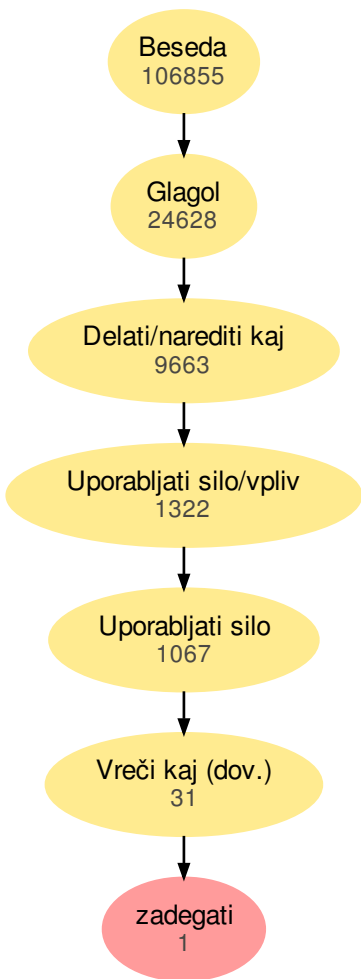 Beseda
106855
Glagol
24628
Delati/narediti kaj
9663
Uporabljati silo/vpliv
1322
Uporabljati silo
1067
Vreči kaj (dov.)
31
zadegati
1